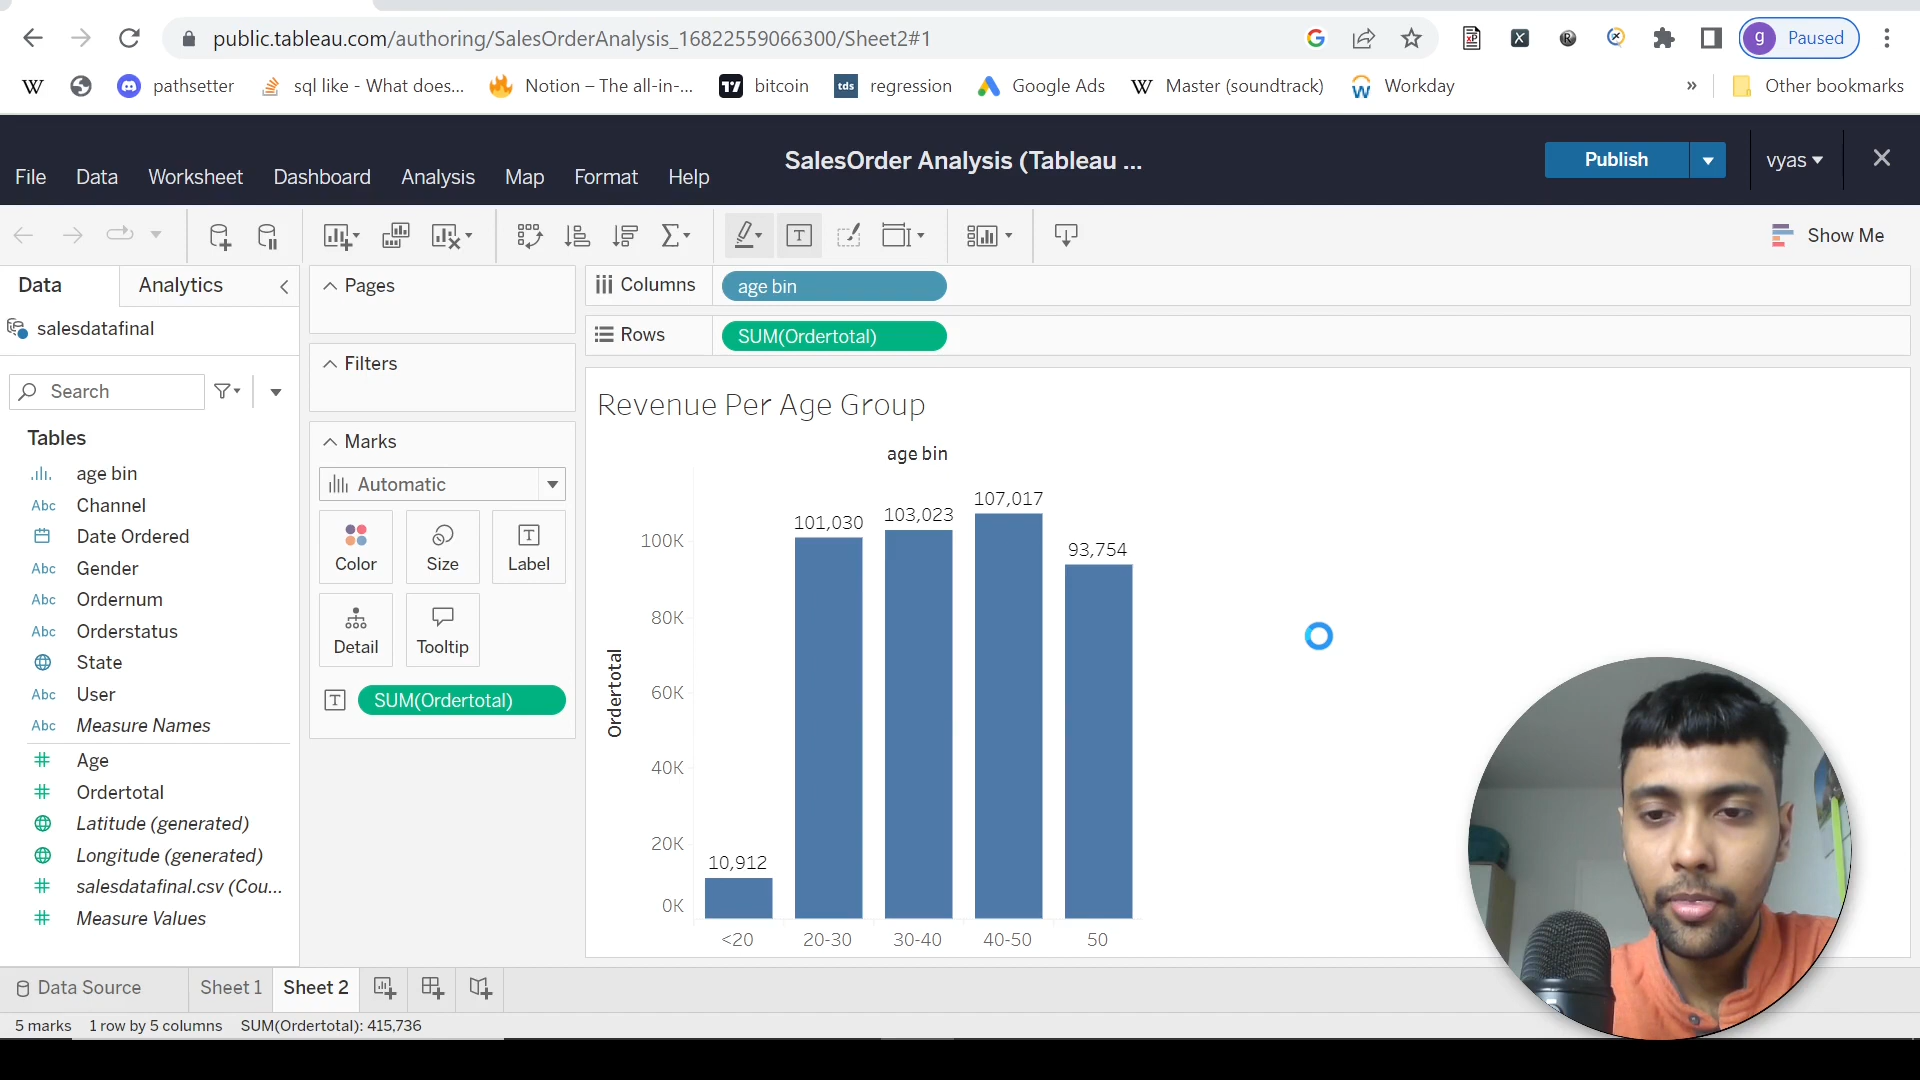 public.tableau.com/authoring/SalesOrderAnalysis_16822559066300/Sheet2#1
g Paused
pathsetter
sql like - What does...
Notion – The all-in-...
bitcoin
tds regression
Google Ads
W Master (soundtrack)
Workday
» Other bookmarks
SalesOrder Analysis (Tableau ...
Publish
vyas
File Data Worksheet Dashboard Analysis Map Format Help
Show Me
Data Analytics
Pages
Columns age bin
salesdatafinal
Rows SUM(Ordertotal)
Filters
Search
Revenue Per Age Group
Tables
Marks
age bin
Abc Channel
Date Ordered
Abc Gender
Abc Ordernum
Abc Orderstatus
State
Abc User
Abc Measure Names
Age
Ordertotal
Latitude (generated)
Longitude (generated)
salesdatafinal.csv (Cou...
Measure Values
Automatic
Color Size Label
Detail Tooltip
SUM(Ordertotal)
age bin
107,017
103,023
101,030
93,754
10,912
100K
80K
60K
40K
20K
0K
Ordertotal
<20 20-30 30-40 40-50 50
Data Source Sheet 1 Sheet 2
5 marks 1 row by 5 columns SUM(Ordertotal): 415,736